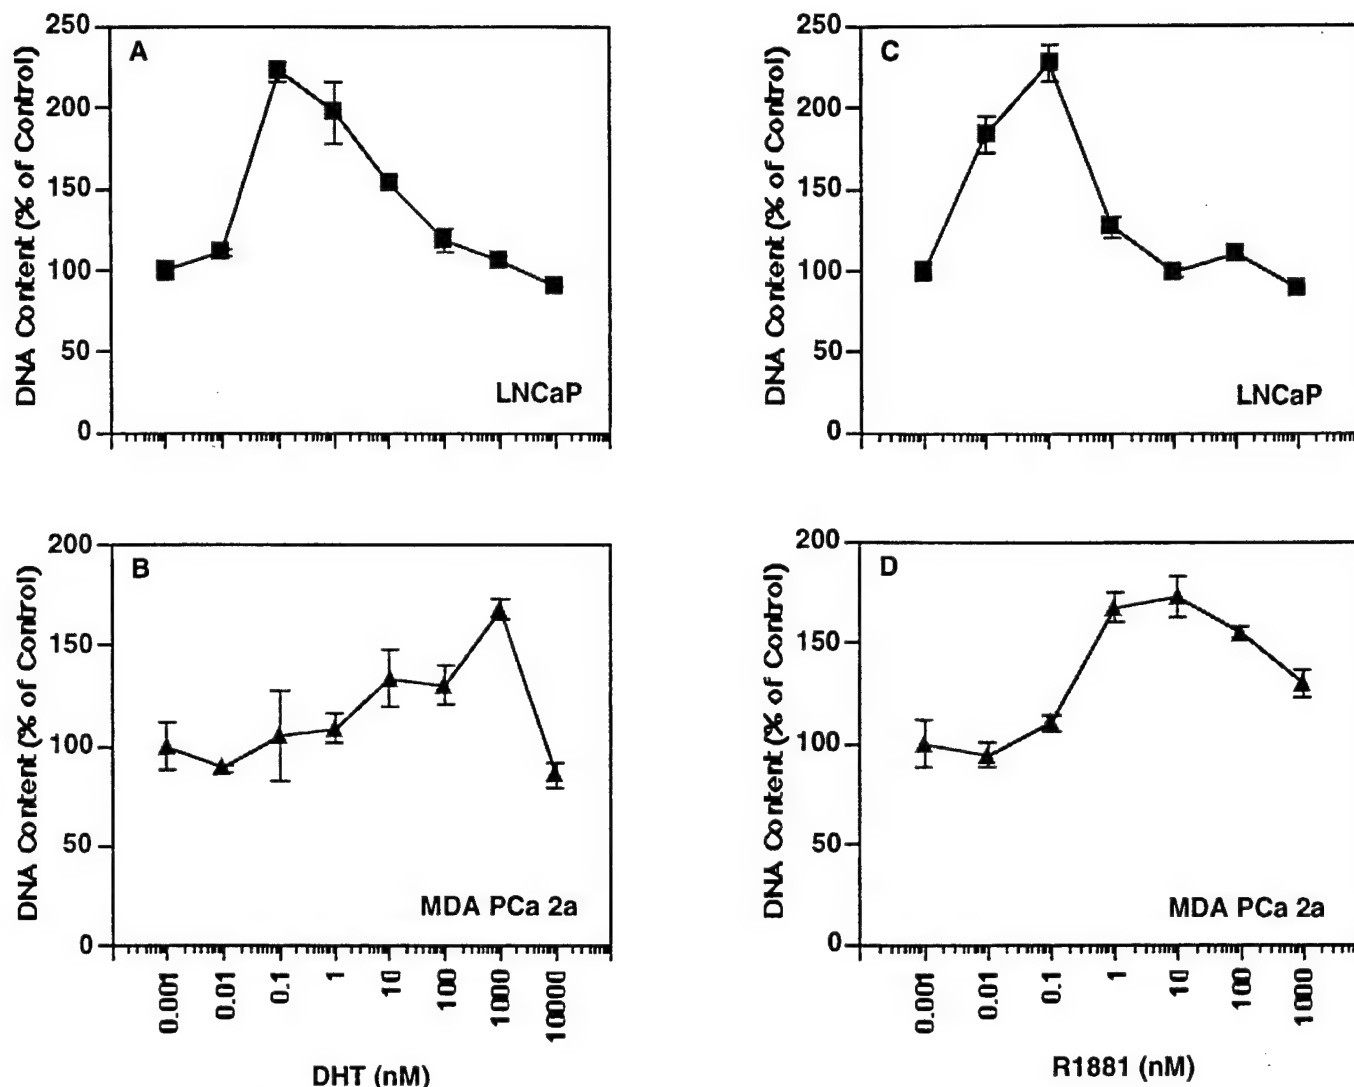 A
DNA Content (% of Control)
250
200
150
100
50
0
LNCaP
C
DNA Content (% of Control)
250
200
150
100
50
0
LNCaP
B
DNA Content (% of Control)
200
150
100
50
0
MDA PCa 2a
0.001
0.01
0.1
1
10
100
1000
10000
DHT (nM)
D
DNA Content (% of Control)
200
150
100
50
0
MDA PCa 2a
0.001
0.01
0.1
1
10
100
1000
R1881 (nM)